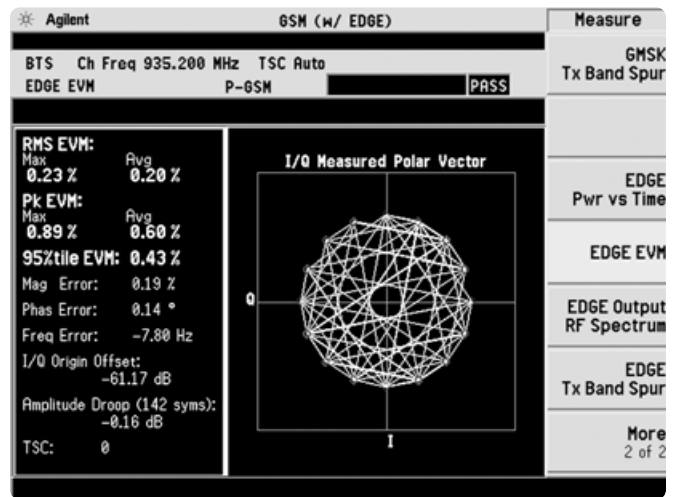 Agilent
GSM (w/ EDGE)
Measure
BTS Ch Freq 935.200 MHz TSC Auto
EDGE EVM P-GSM PASS
GMSK
Tx Band Spur
EDGE
Pwr vs Time
EDGE EVM
EDGE Output
RF Spectrum
EDGE
Tx Band Spur
More
2 of 2
RMS EVM:
Max Avg
0.23 % 0.20 %
Pk EVM:
Max Avg
0.89 % 0.60 %
95%tile EVM: 0.43 %
Mag Error: 0.19 %
Phas Error: 0.14 °
Freq Error: -7.80 Hz
I/Q Origin Offset:
-61.17 dB
Amplitude Droop (142 syms):
-0.16 dB
TSC: 0
I/Q Measured Polar Vector
Q
I